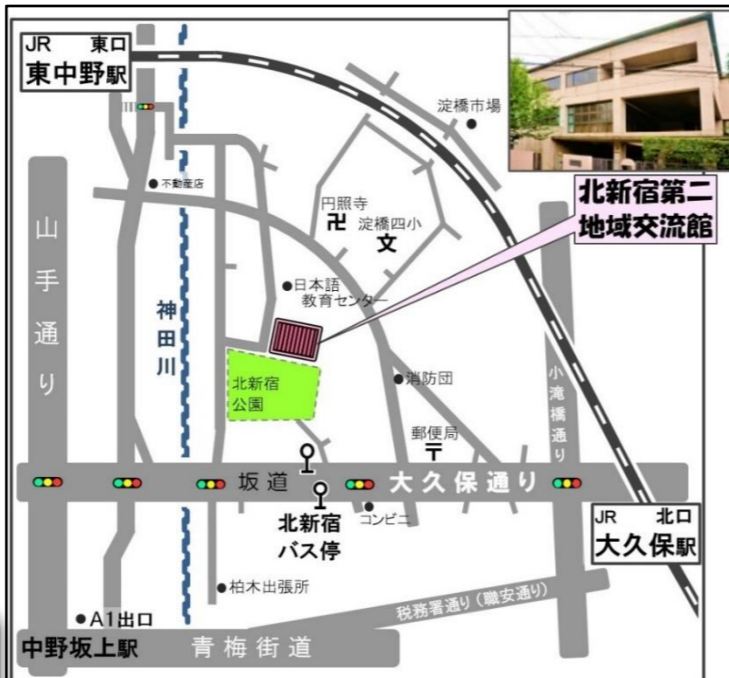 JR 東口
東中野駅
淀橋市場
不動産店
円照寺
卍
淀橋四小
文
北新宿第二
地域交流館
山手通り
神田川
日本語
教育センター
北新宿
公園
消防団
小滝橋通り
郵便局
〒
坂道
大久保通り
北新宿
バス停
コンビニ
JR 北口
大久保駅
柏木出張所
税務署通り(職安通り)
A1出口
中野坂上駅
青梅街道